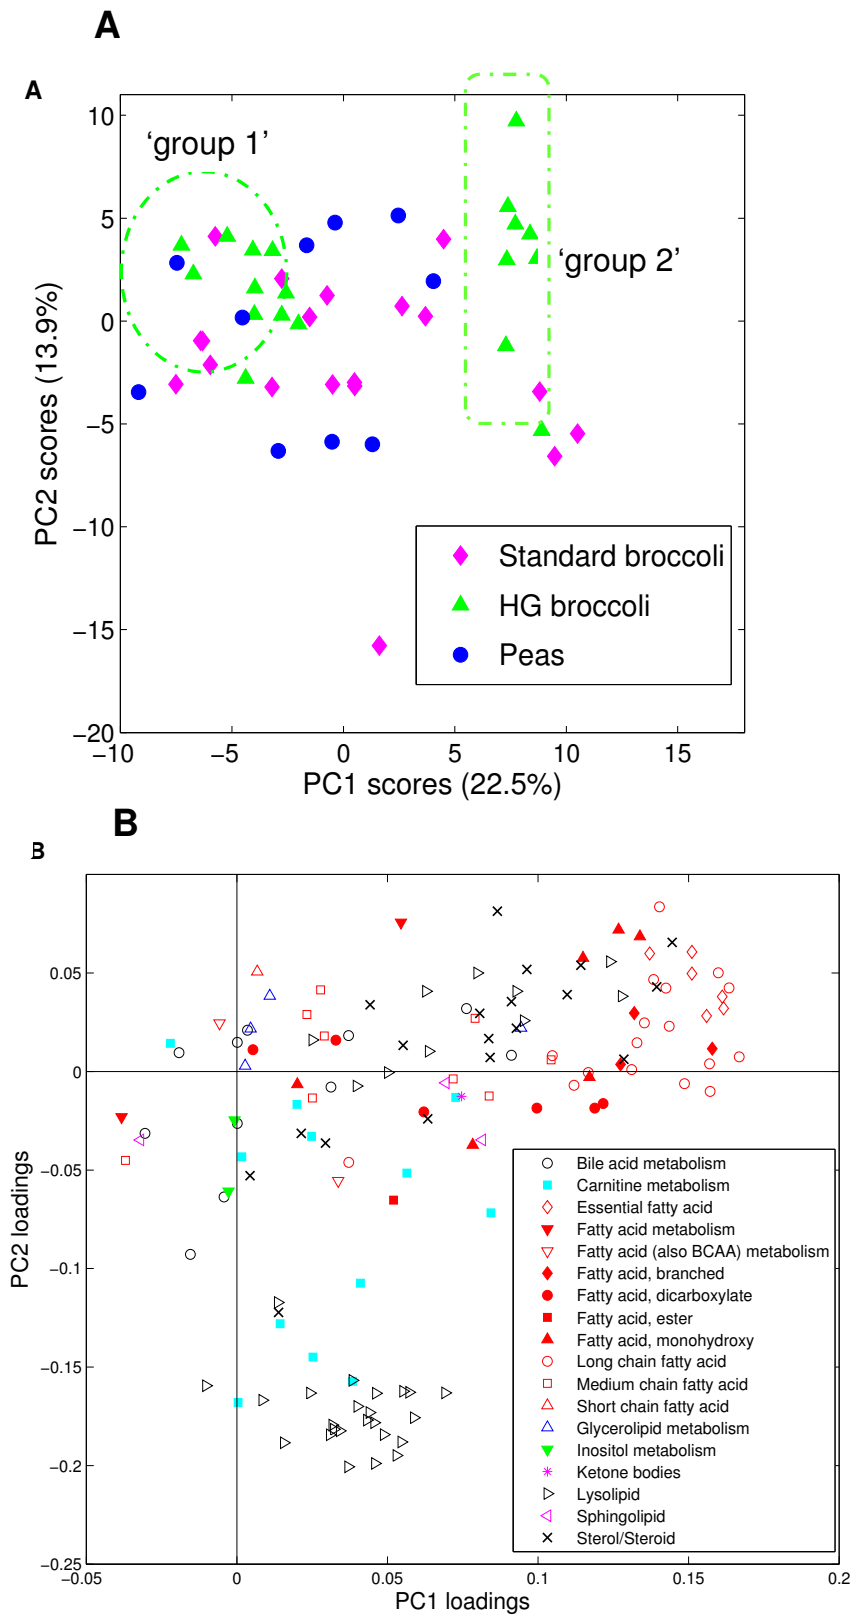 A
A
'group 1'
'group 2'
10
5
0
−5
−10
−15
−20
PC2 scores (13.9%)
Standard broccoli
HG broccoli
Peas
−10
−5
0
5
10
15
PC1 scores (22.5%)
B
B
0.05
0
−0.05
−0.1
−0.15
−0.2
−0.25
PC2 loadings
Bile acid metabolism
Carnitine metabolism
Essential fatty acid
Fatty acid metabolism
Fatty acid (also BCAA) metabolism
Fatty acid, branched
Fatty acid, dicarboxylate
Fatty acid, ester
Fatty acid, monohydroxy
Long chain fatty acid
Medium chain fatty acid
Short chain fatty acid
Glycerolipid metabolism
Inositol metabolism
Ketone bodies
Lysolipid
Sphingolipid
Sterol/Steroid
−0.05
0
0.05
0.1
0.15
0.2
PC1 loadings